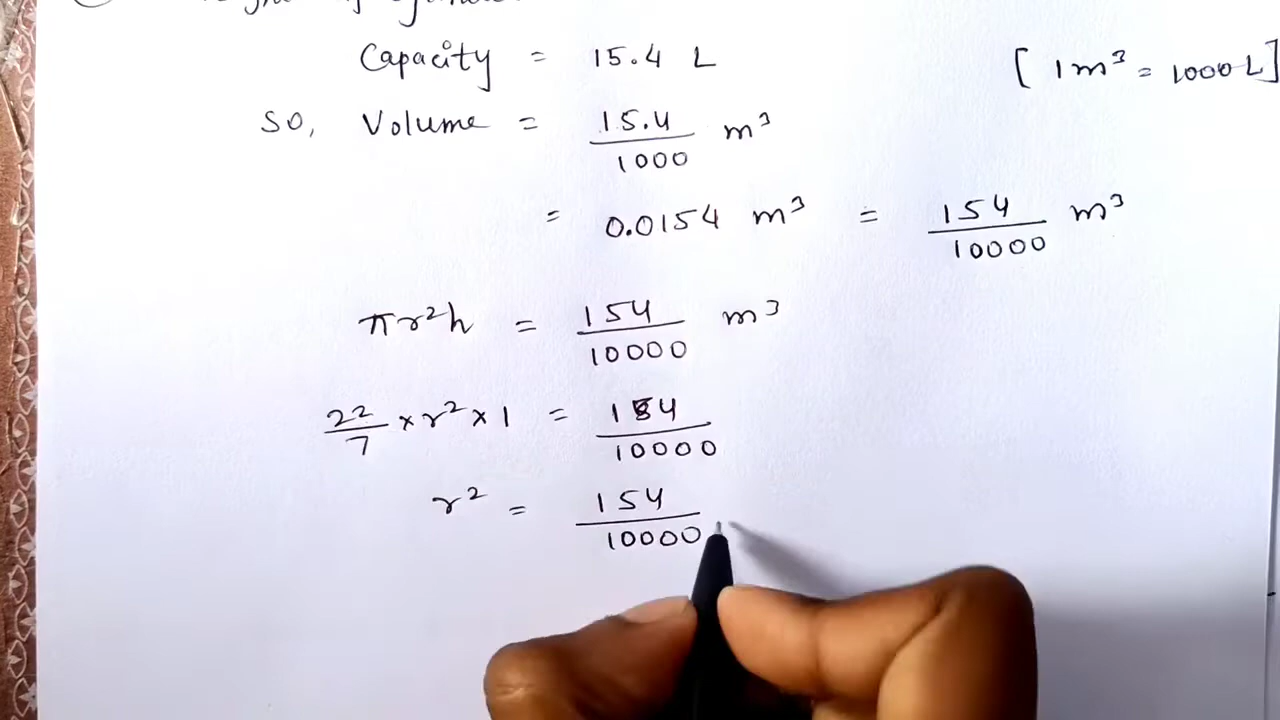 Capacity = 15.4 L [1m³ = 1000L]
So, Volume = 15.4/1000 m³
= 0.0154 m³ = 154/10000 m³
πr²h = 154/10000 m³
22/7 × r² × 1 = 154/10000
r² = 154/10000